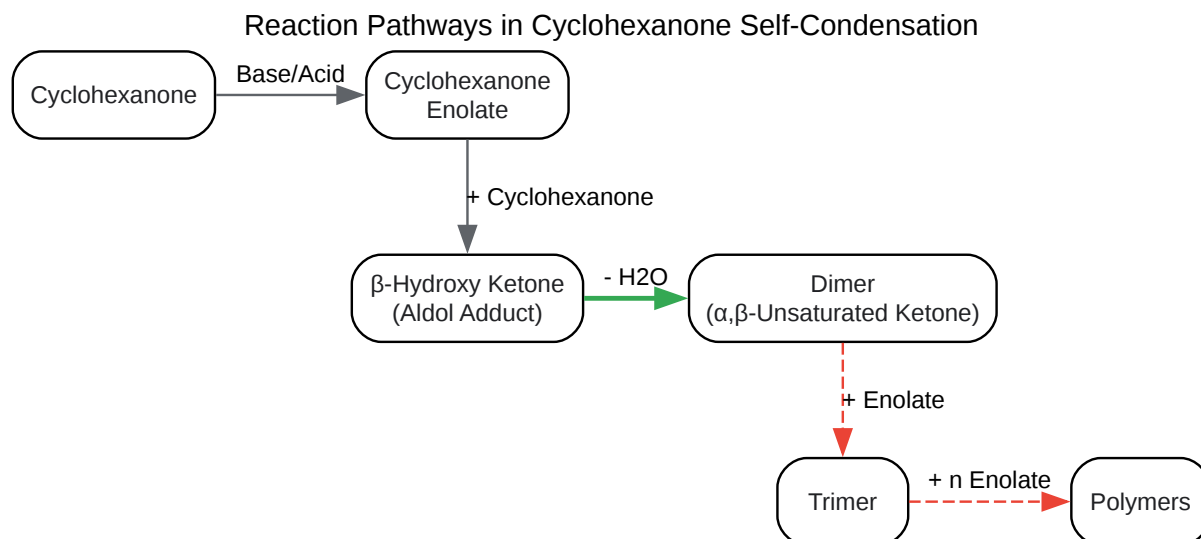 Reaction Pathways in Cyclohexanone Self-Condensation
Cyclohexanone
Base/Acid
Cyclohexanone
Enolate
+ Cyclohexanone
β-Hydroxy Ketone
(Aldol Adduct)
- H2O
Dimer
(α,β-Unsaturated Ketone)
+ Enolate
Trimer
+ n Enolate
Polymers